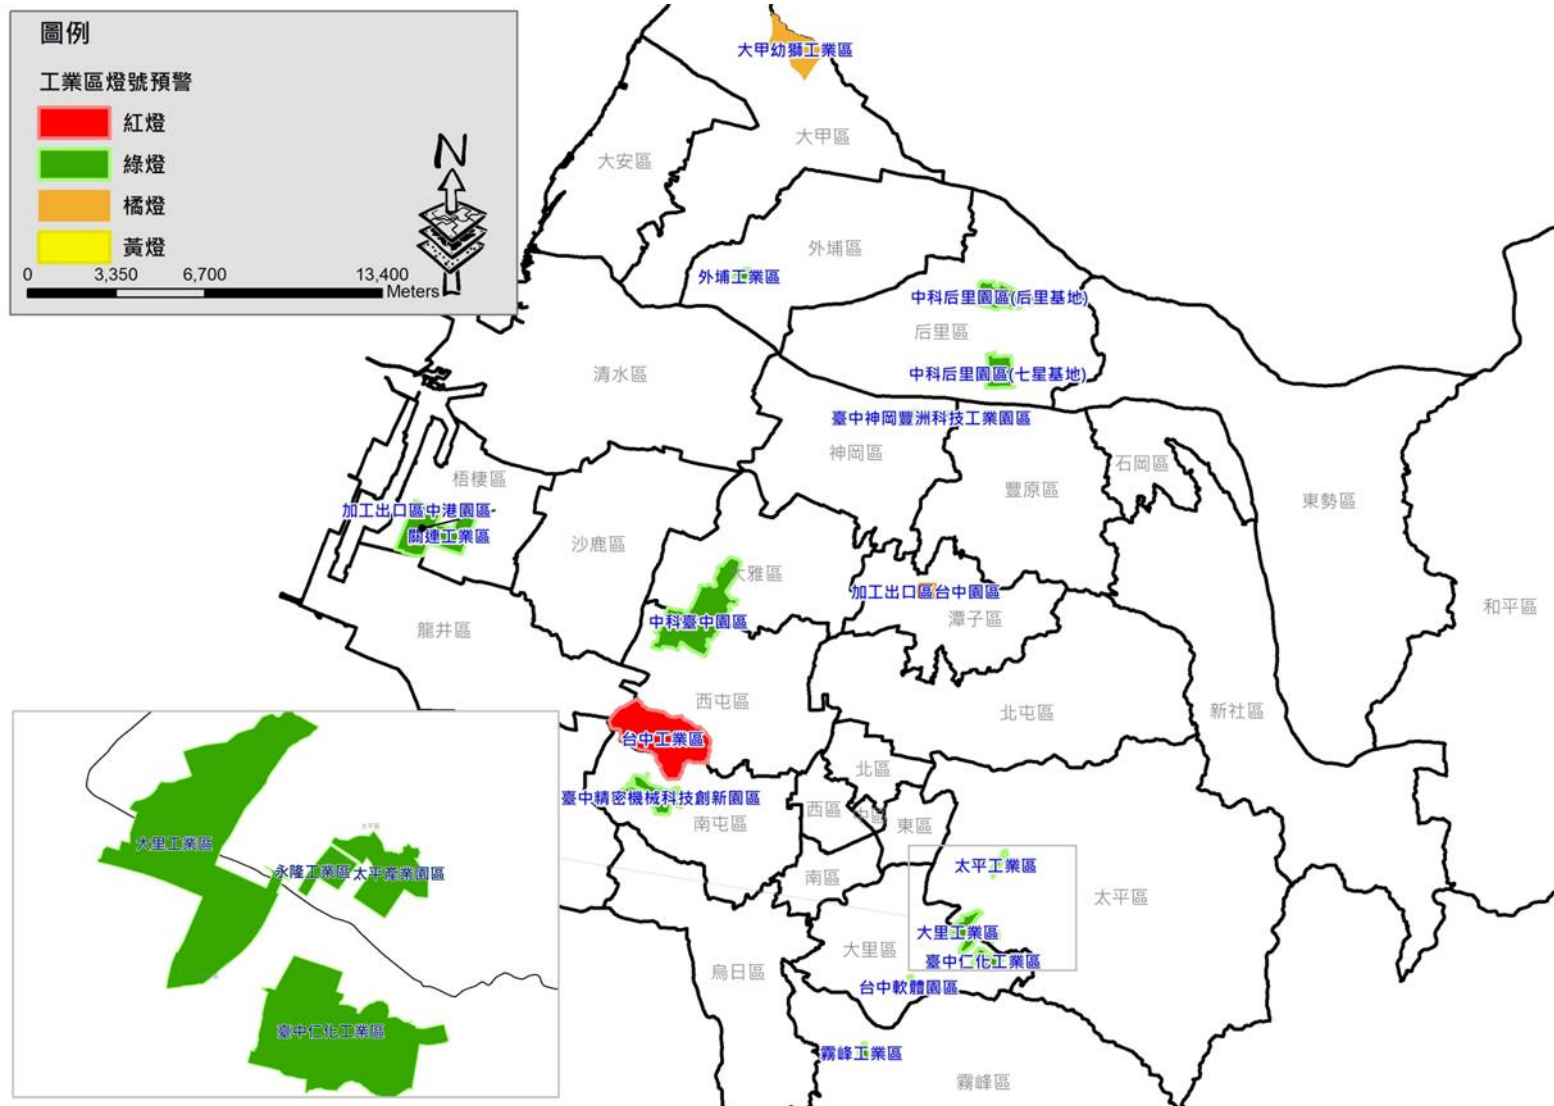 圖例
工業區燈號預警
紅燈
綠燈
橘燈
黃燈
0 3,350 6,700 13,400
Meters
N
大甲幼獅工業區
大甲區
大安區
外埔區
外埔工業區
中科后里園區(后里基地)
后里區
清水區
中科后里園區(七星基地)
臺中神岡豐洲科技工業園區
神岡區
石岡區
梧棲區
豐原區
東勢區
加工出口區中港園區
關連工業區
沙鹿區
大雅區
加工出口區台中園區
和平區
潭子區
中科臺中園區
龍井區
西屯區
北屯區
新社區
台中工業區
北區
臺中精密機械科技創新園區
南屯區
西區
中區
東區
太平工業區
南區
太平區
大里工業區
大里區
臺中仁化工業區
烏日區
台中軟體園區
霧峰工業區
霧峰區
太平區
大里工業區
永隆工業區
太平產業園區
臺中仁化工業區